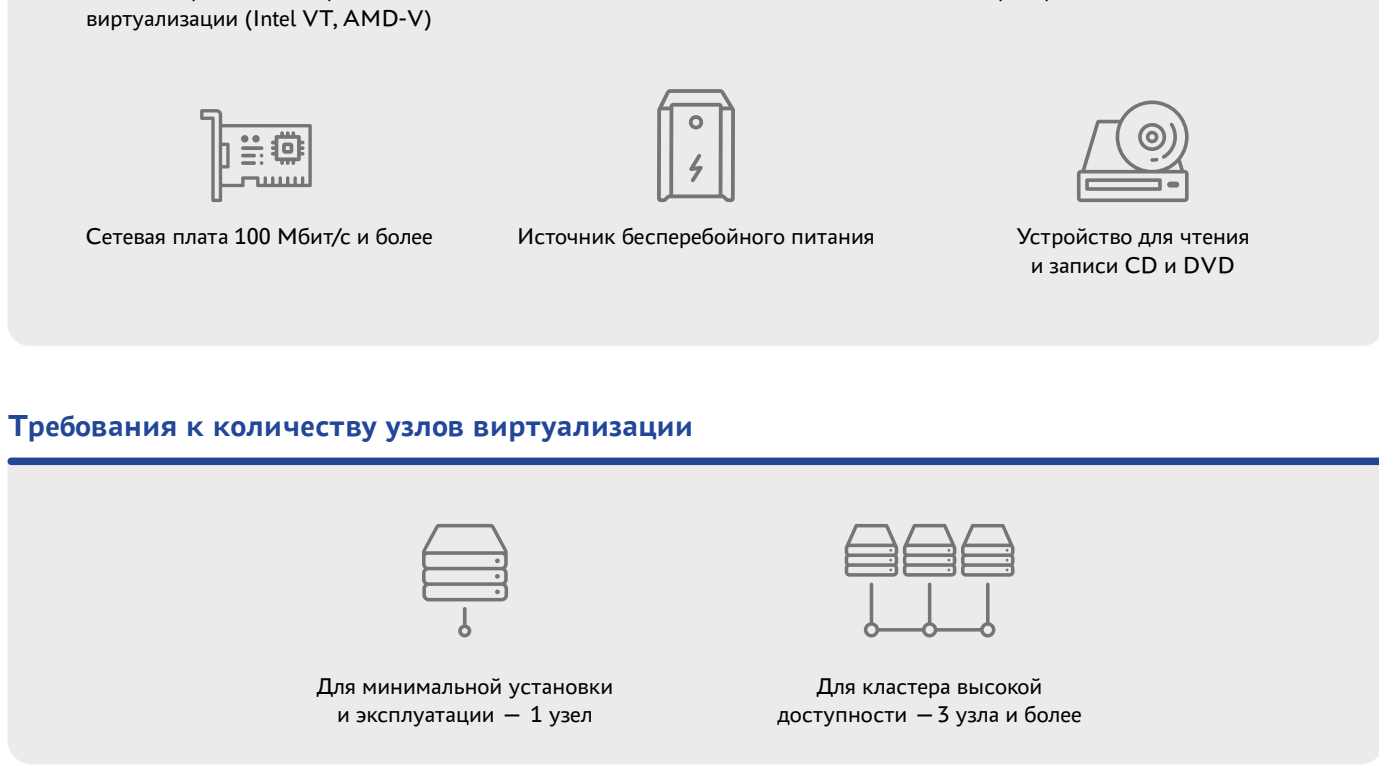 виртуализации (Intel VT, AMD-V)
Сетевая плата 100 Мбит/с и более
Источник бесперебойного питания
Устройство для чтения
и записи CD и DVD
Требования к количеству узлов виртуализации
Для минимальной установки
и эксплуатации — 1 узел
Для кластера высокой
доступности — 3 узла и более